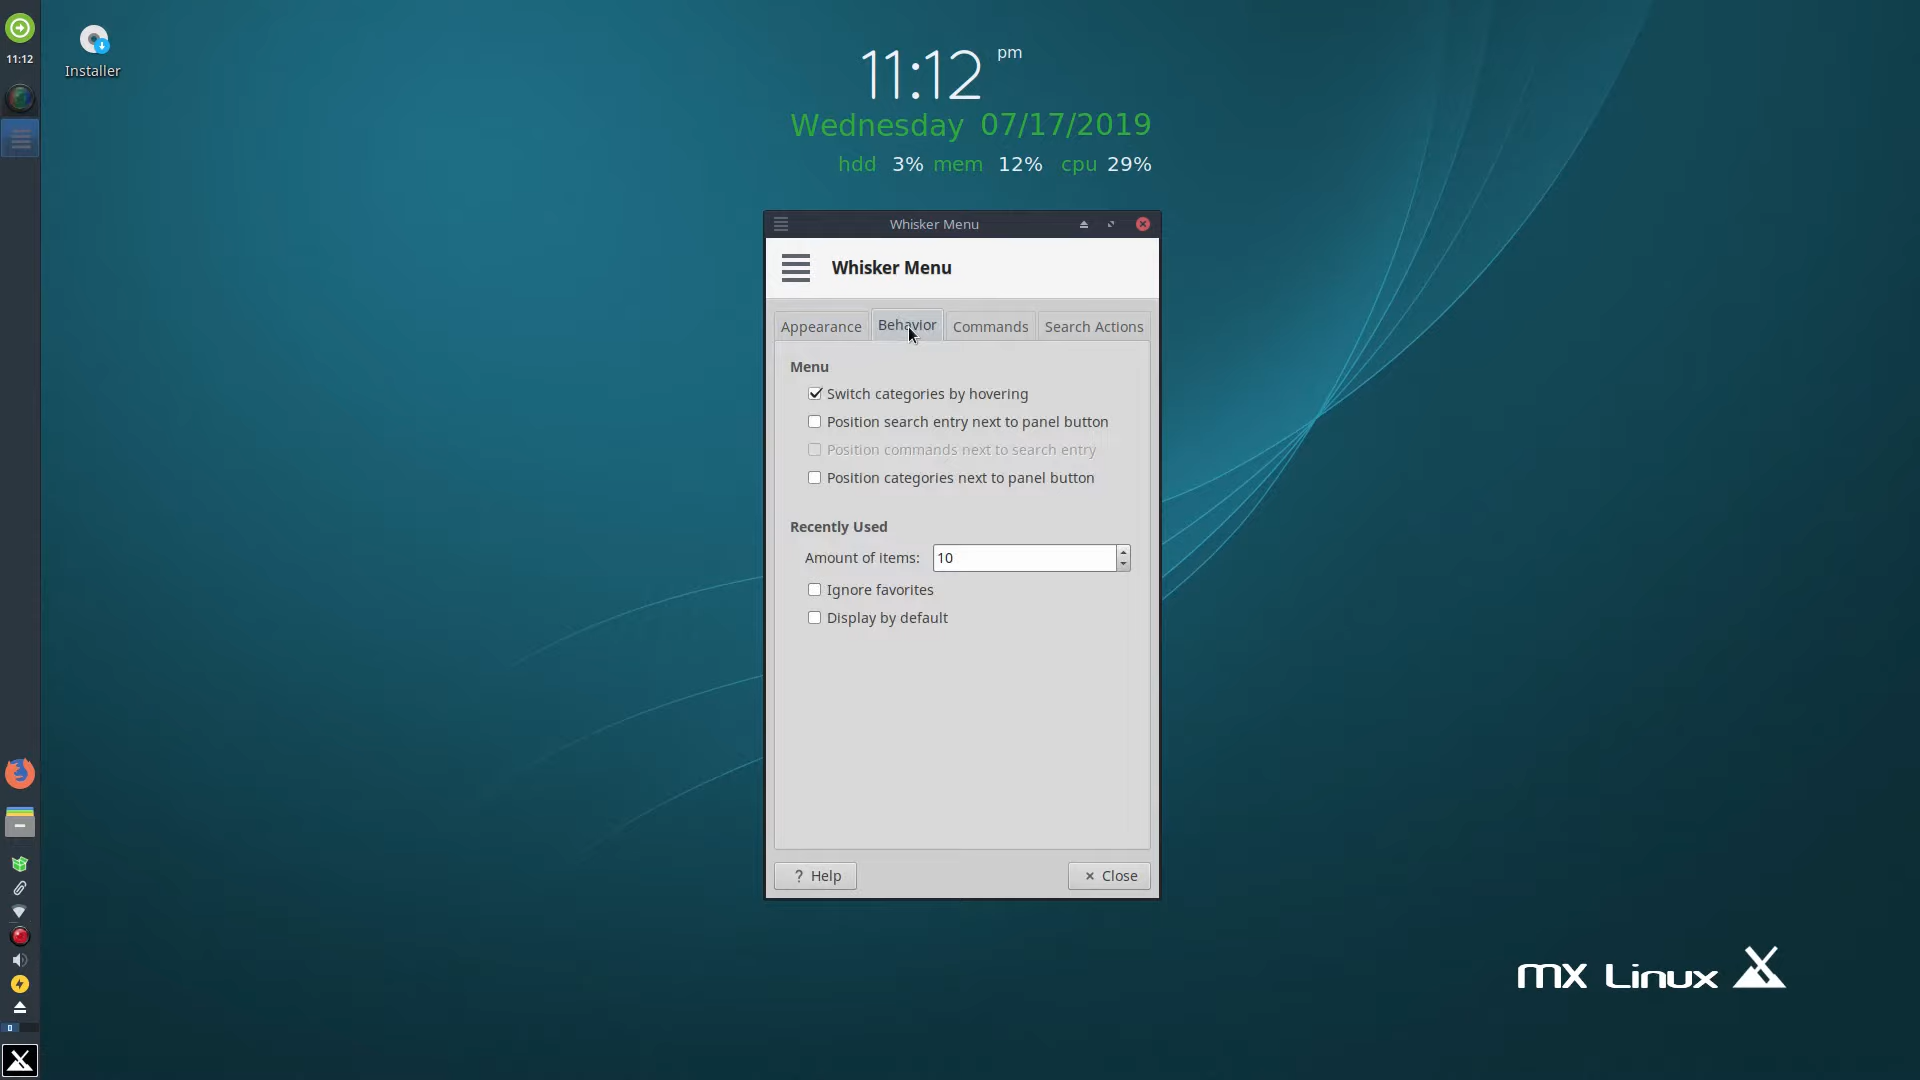 11:12
Installer
11:12 pm
Wednesday 07/17/2019
hdd 3% mem 12% cpu 29%
Whisker Menu
Whisker Menu
Appearance Behavior Commands Search Actions
Menu
Switch categories by hovering
Position search entry next to panel button
Position commands next to search entry
Position categories next to panel button
Recently Used
Amount of items: 10
Ignore favorites
Display by default
? Help
× Close
mx Linux